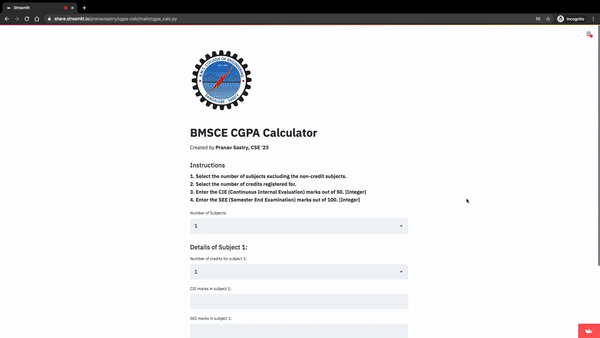 Streamlit
share.streamlit.io/pranavsastry/cgpa-calc/main/cgpa_calc.py
Incognito
BMSCE CGPA Calculator
Created by Pranav Sastry, CSE '23
Instructions
1. Select the number of subjects excluding the non-credit subjects.
2. Select the number of credits registered for.
3. Enter the CIE (Continuous Internal Evaluation) marks out of 50. [Integer]
4. Enter the SEE (Semester End Examination) marks out of 100. [Integer]
Number of Subjects:
1
Details of Subject 1:
Number of credits for subject 1:
1
CIE marks in subject 1:
SEE marks in subject 1: